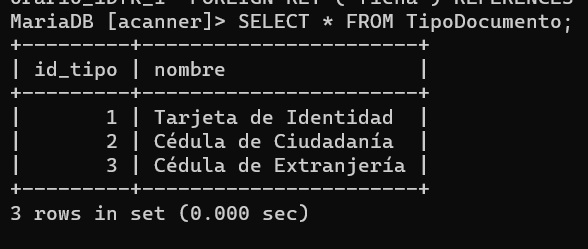 MariaDB [acanner]> SELECT * FROM TipoDocumento;
+---------+----------------------+
| id_tipo | nombre               |
+---------+----------------------+
|       1 | Tarjeta de Identidad |
|       2 | Cédula de Ciudadanía |
|       3 | Cédula de Extranjería |
+---------+----------------------+
3 rows in set (0.000 sec)